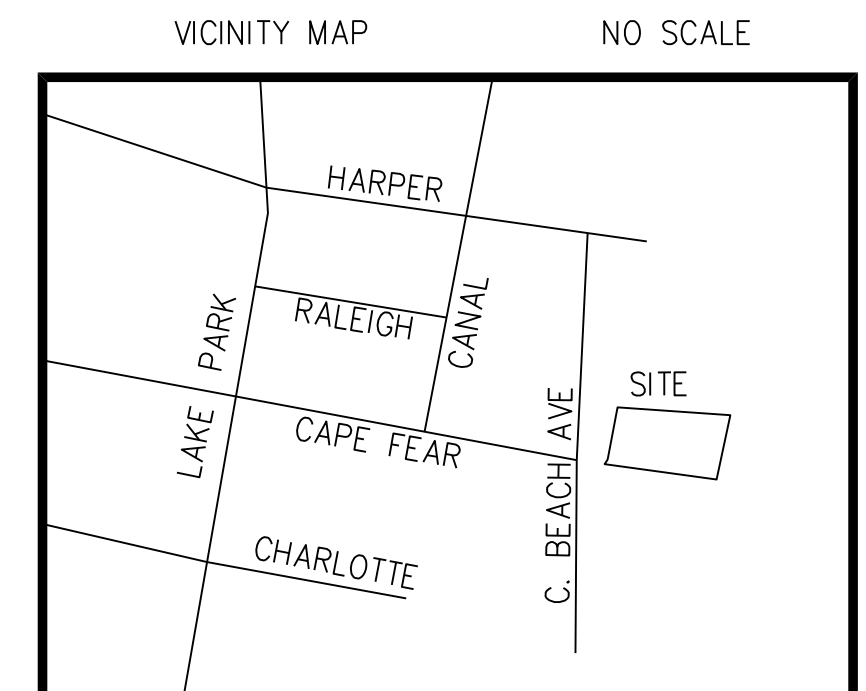 VICINITY MAP
NO SCALE
HARPER
RALEIGH
CANAL
LAKE PARK
SITE
CAPE FEAR
C. BEACH AVE
CHARLOTTE